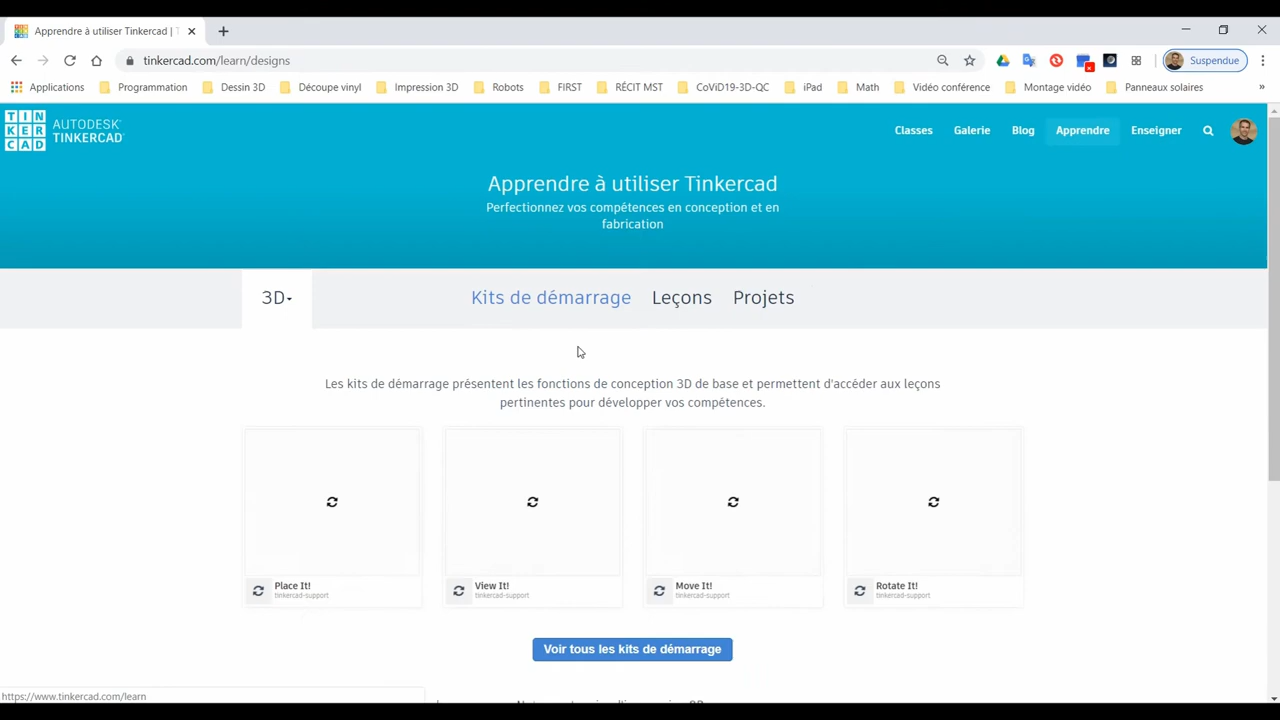 Apprendre à utiliser Tinkercad |
tinkercad.com/learn/designs
Suspendue
Applications
Programmation
Dessin 3D
Découpe vinyl
Impression 3D
Robots
FIRST
RÉCIT MST
CoViD19-3D-QC
iPad
Math
Vidéo conférence
Montage vidéo
Panneaux solaires
»
TIN
KER
CAD
AUTODESK
TINKERCAD
Classes
Galerie
Blog
Apprendre
Enseigner
Apprendre à utiliser Tinkercad
Perfectionnez vos compétences en conception et en
fabrication
3D
Kits de démarrage
Leçons
Projets
Les kits de démarrage présentent les fonctions de conception 3D de base et permettent d'accéder aux leçons
pertinentes pour développer vos compétences.
Place It!
tinkercad-support
View It!
tinkercad-support
Move It!
tinkercad-support
Rotate It!
tinkercad-support
Voir tous les kits de démarrage
https://www.tinkercad.com/learn